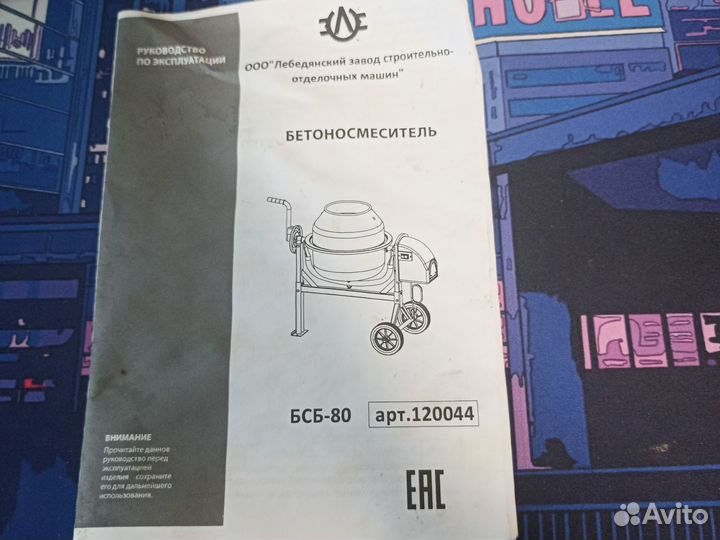 РУКОВОДСТВО
ПО ЭКСПЛУАТАЦИИ
ООО"Лебедянский завод строительно-
отделочных машин"
БЕТОНОСМЕСИТЕЛЬ
БСБ-80 арт.120044
ВНИМАНИЕ
Прочитайте данное
руководство перед
эксплуатацией
изделия сохраните
его для дальнейшего
использования.
ЕАС
Avito